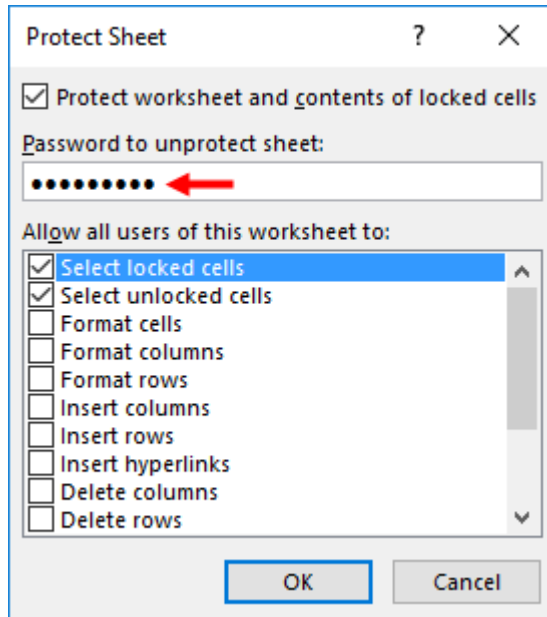 Protect Sheet ?
Protect worksheet and contents of locked cells
Password to unprotect sheet:
•••••••••
Allow all users of this worksheet to:
Select locked cells
Select unlocked cells
Format cells
Format columns
Format rows
Insert columns
Insert rows
Insert hyperlinks
Delete columns
Delete rows
OK Cancel